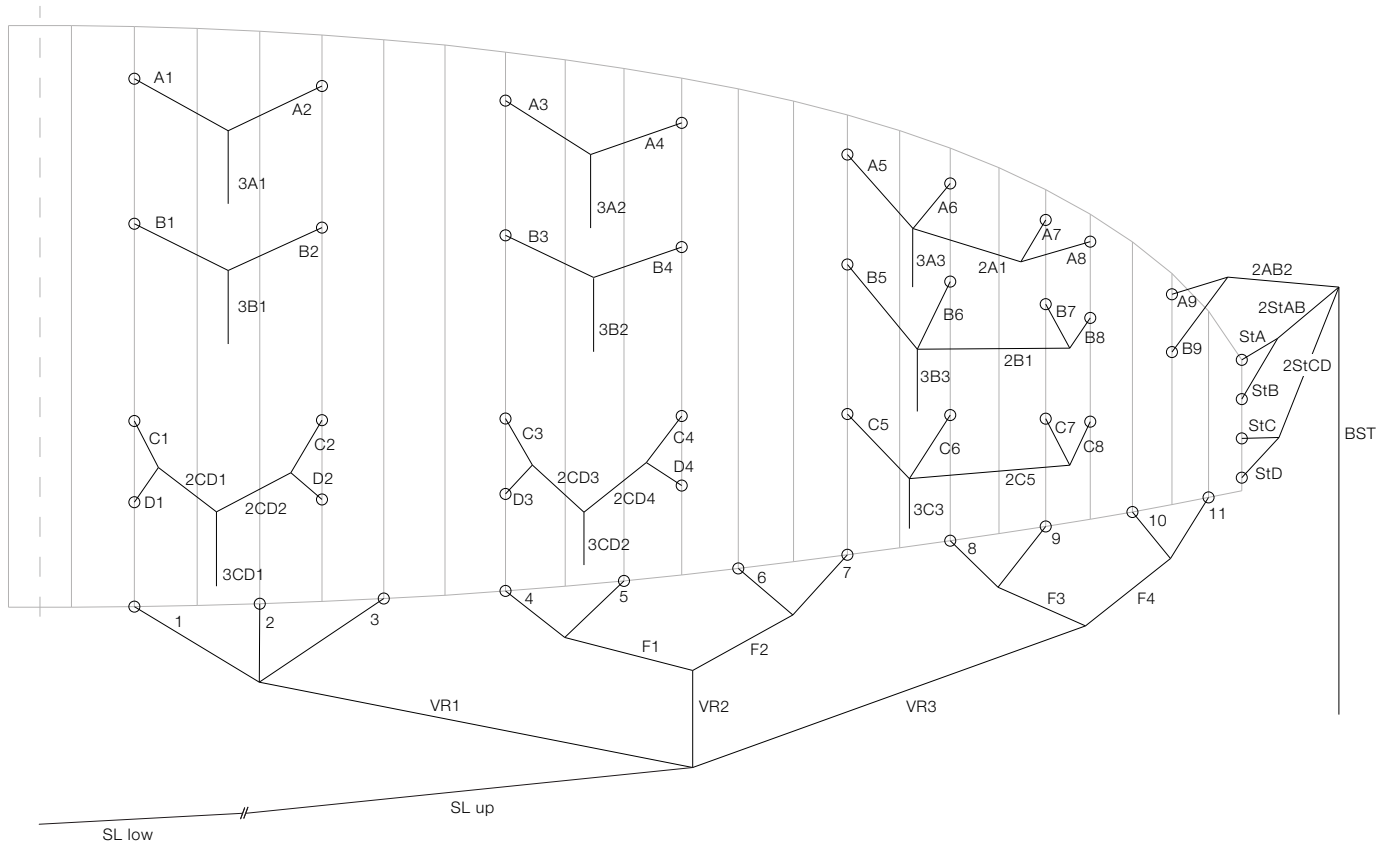 A1
A2
3A1
A3
A4
3A2
A5
A6
A7
A8
3A3
2A1
B1
B2
3B1
B3
B4
3B2
B5
B6
B7
B8
3B3
2B1
A9
B9
2AB2
2StAB
StA
2StCD
StB
StC
StD
BST
C1
C2
D1
D2
2CD1
2CD2
3CD1
C3
C4
D3
D4
2CD3
2CD4
3CD2
C5
C6
C7
C8
2C5
3C3
1
2
3
4
5
6
7
8
9
10
11
F1
F2
F3
F4
VR1
VR2
VR3
SL up
SL low